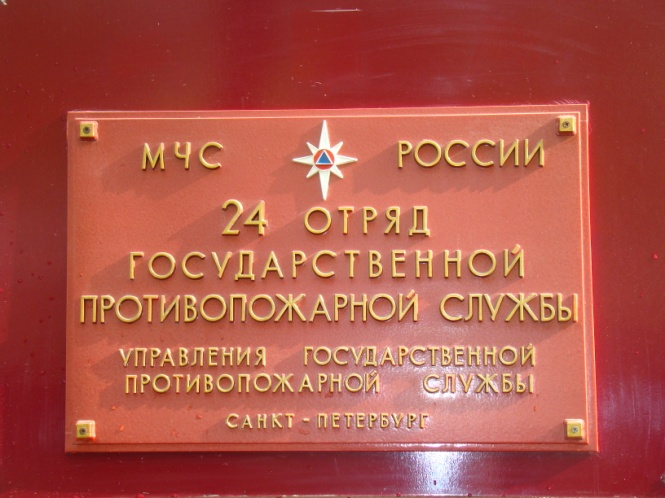 МЧС РОССИИ
24 ОТРЯД
ГОСУДАРСТВЕННОЙ
ПРОТИВОПОЖАРНОЙ СЛУЖБЫ
УПРАВЛЕНИЯ ГОСУДАРСТВЕННОЙ
ПРОТИВОПОЖАРНОЙ СЛУЖБЫ
САНКТ - ПЕТЕРБУРГ